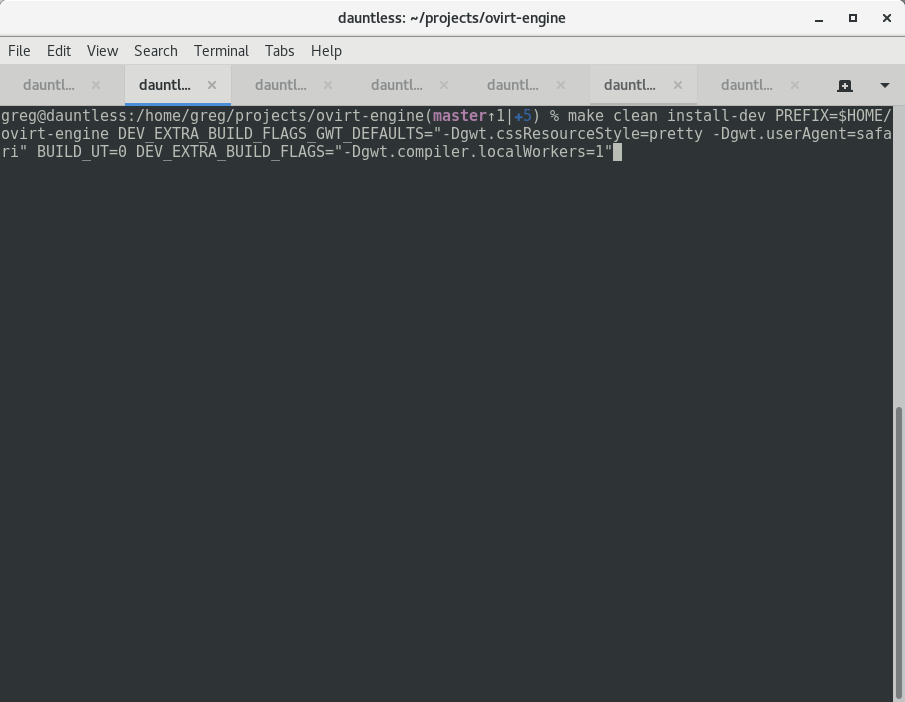 dauntless: ~/projects/ovirt-engine
File Edit View Search Terminal Tabs Help
dauntl... dauntl... dauntl... dauntl... dauntl... dauntl... dauntl...
greg@dauntless:/home/greg/projects/ovirt-engine(master↑1|✚5) % make clean install-dev PREFIX=$HOME/
ovirt-engine DEV_EXTRA_BUILD_FLAGS_GWT_DEFAULTS="-Dgwt.cssResourceStyle=pretty -Dgwt.userAgent=safa
ri" BUILD_UT=0 DEV_EXTRA_BUILD_FLAGS="-Dgwt.compiler.localWorkers=1"